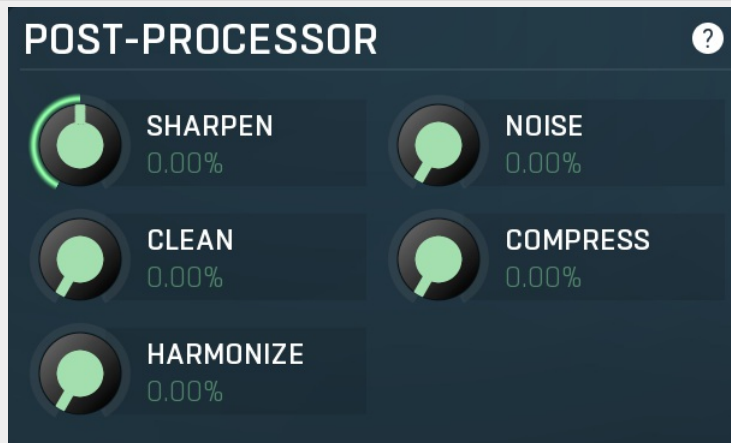 POST-PROCESSOR
?
SHARPEN
0.00%
NOISE
0.00%
CLEAN
0.00%
COMPRESS
0.00%
HARMONIZE
0.00%